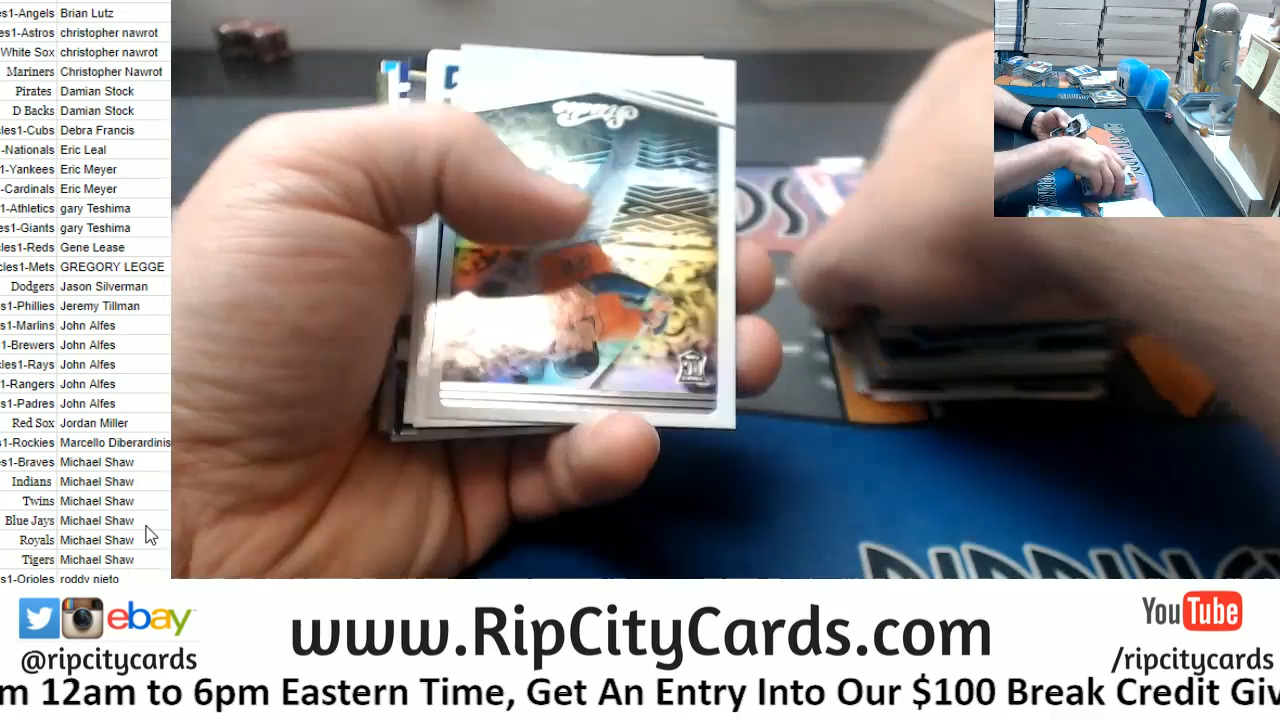 es1-Angels Brian Lutz
es1-Astros christopher nawrot
White Sox christopher nawrot
Mariners Christopher Nawrot
Pirates Damian Stock
D Backs Damian Stock
cles1-Cubs Debra Francis
-Nationals Eric Leal
1-Yankees Eric Meyer
-Cardinals Eric Meyer
1-Athletics gary Teshima
s1-Giants gary Teshima
cles1-Reds Gene Lease
cles1-Mets GREGORY LEGGE
Dodgers Jason Silverman
s1-Phillies Jeremy Tillman
s1-Marlins John Alfes
1-Brewers John Alfes
cles1-Rays John Alfes
1-Rangers John Alfes
1-Padres John Alfes
Red Sox Jordan Miller
s1-Rockies Marcello Diberardinis
es1-Braves Michael Shaw
Indians Michael Shaw
Twins Michael Shaw
Blue Jays Michael Shaw
Royals Michael Shaw
Tigers Michael Shaw
s1-Orioles roddy nieto
Studio
ebay
@ripcitycards
www.RipCityCards.com
YouTube
/ripcitycards
m 12am to 6pm Eastern Time, Get An Entry Into Our $100 Break Credit Giv